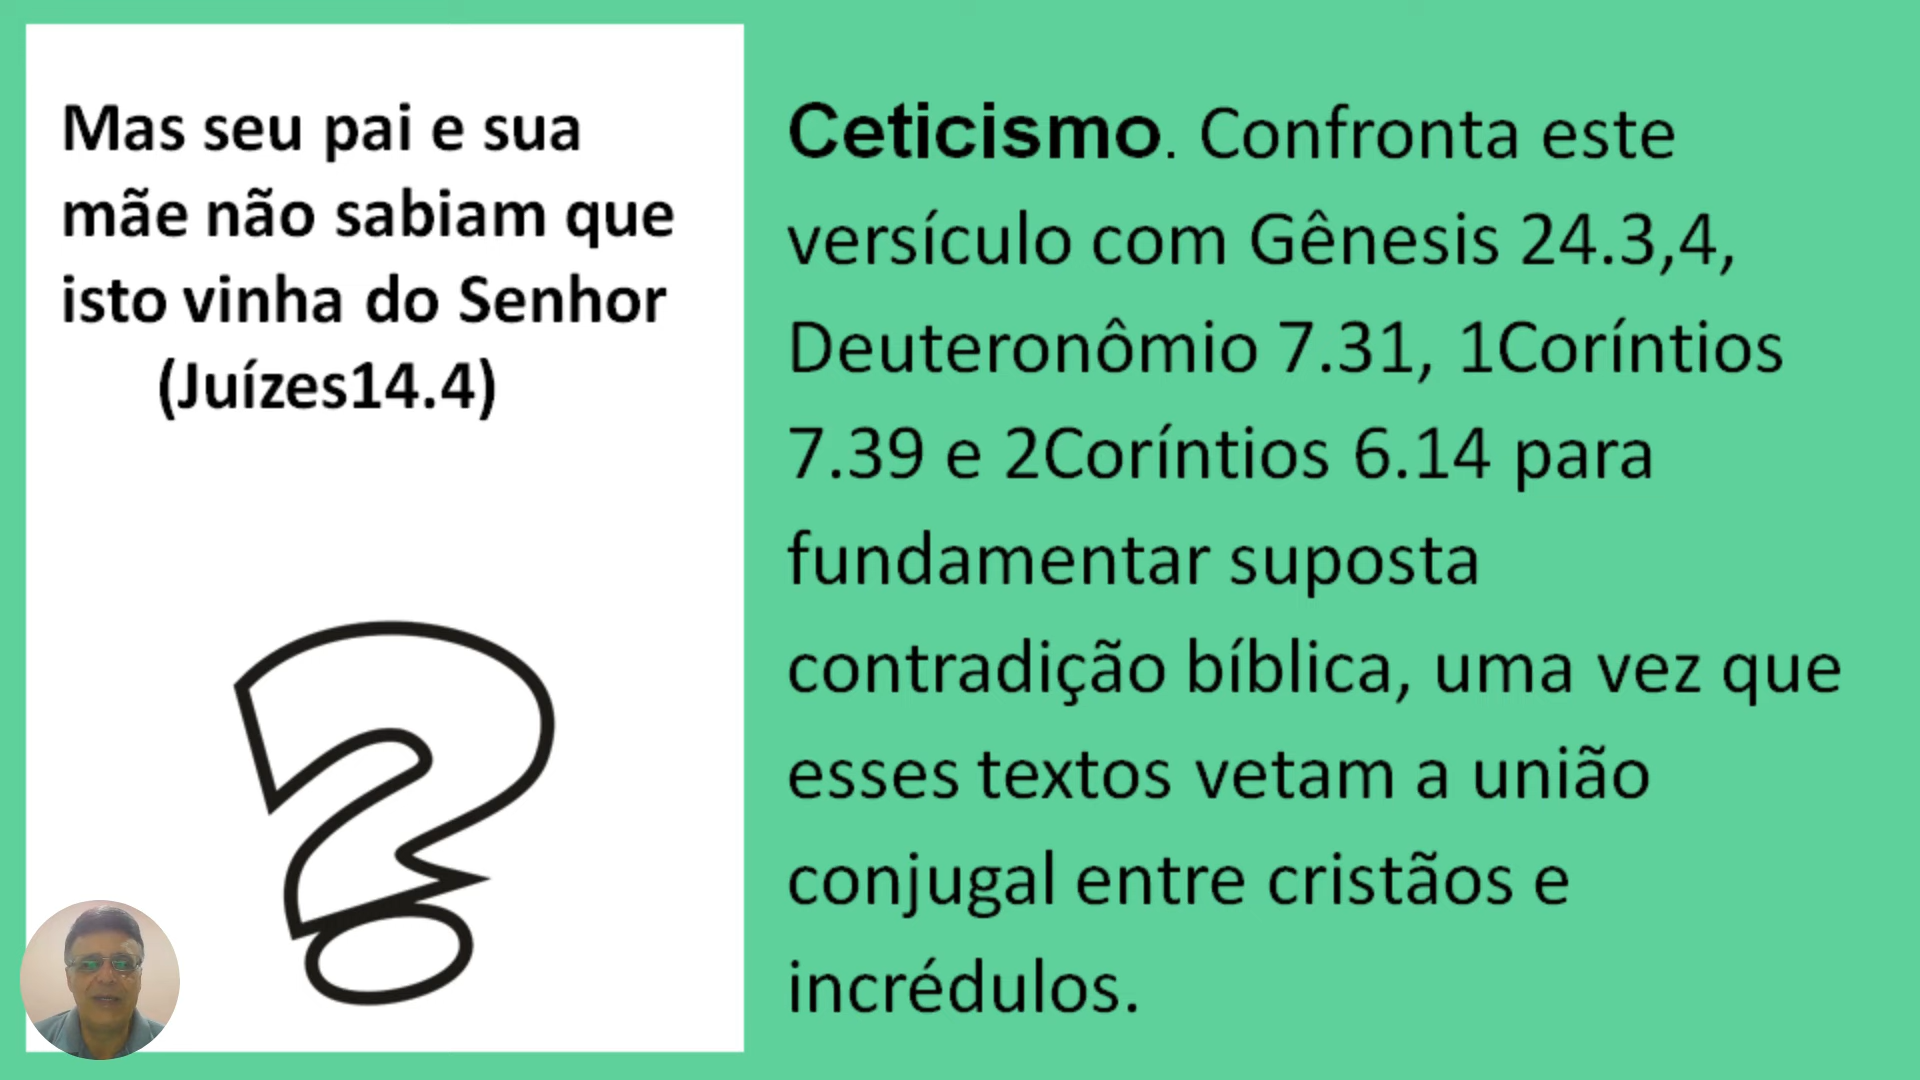 Mas seu pai e sua
mãe não sabiam que
isto vinha do Senhor
(Juízes14.4)
Ceticismo. Confronta este
versículo com Gênesis 24.3,4,
Deuteronômio 7.31, 1Coríntios
7.39 e 2Coríntios 6.14 para
fundamentar suposta
contradição bíblica, uma vez que
esses textos vetam a união
conjugal entre cristãos e
incrédulos.